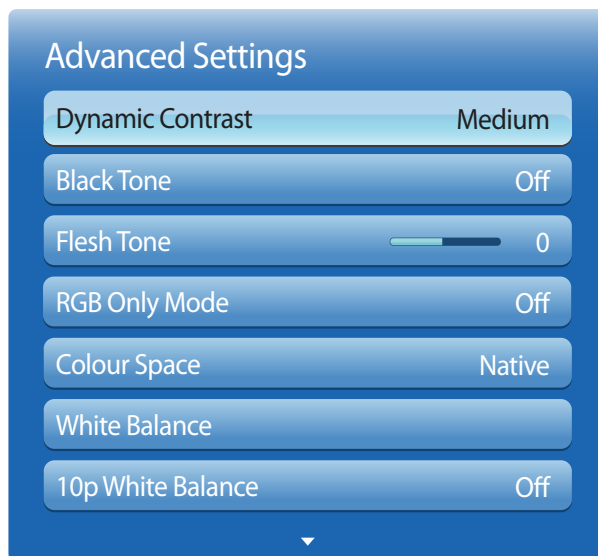 Advanced Settings
Dynamic Contrast Medium
Black Tone Off
Flesh Tone 0
RGB Only Mode Off
Colour Space Native
White Balance
10p White Balance Off